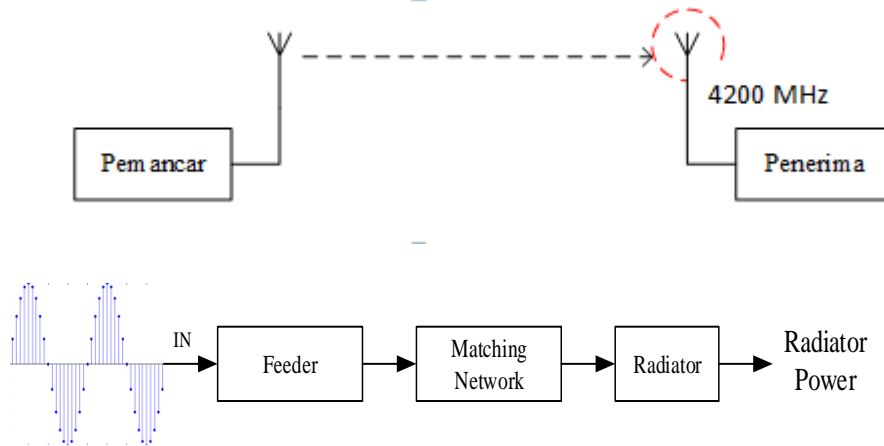 4200 MHz
Pemancar
Penerima
IN
Feeder
Matching
Network
Radiator
Radiator
Power